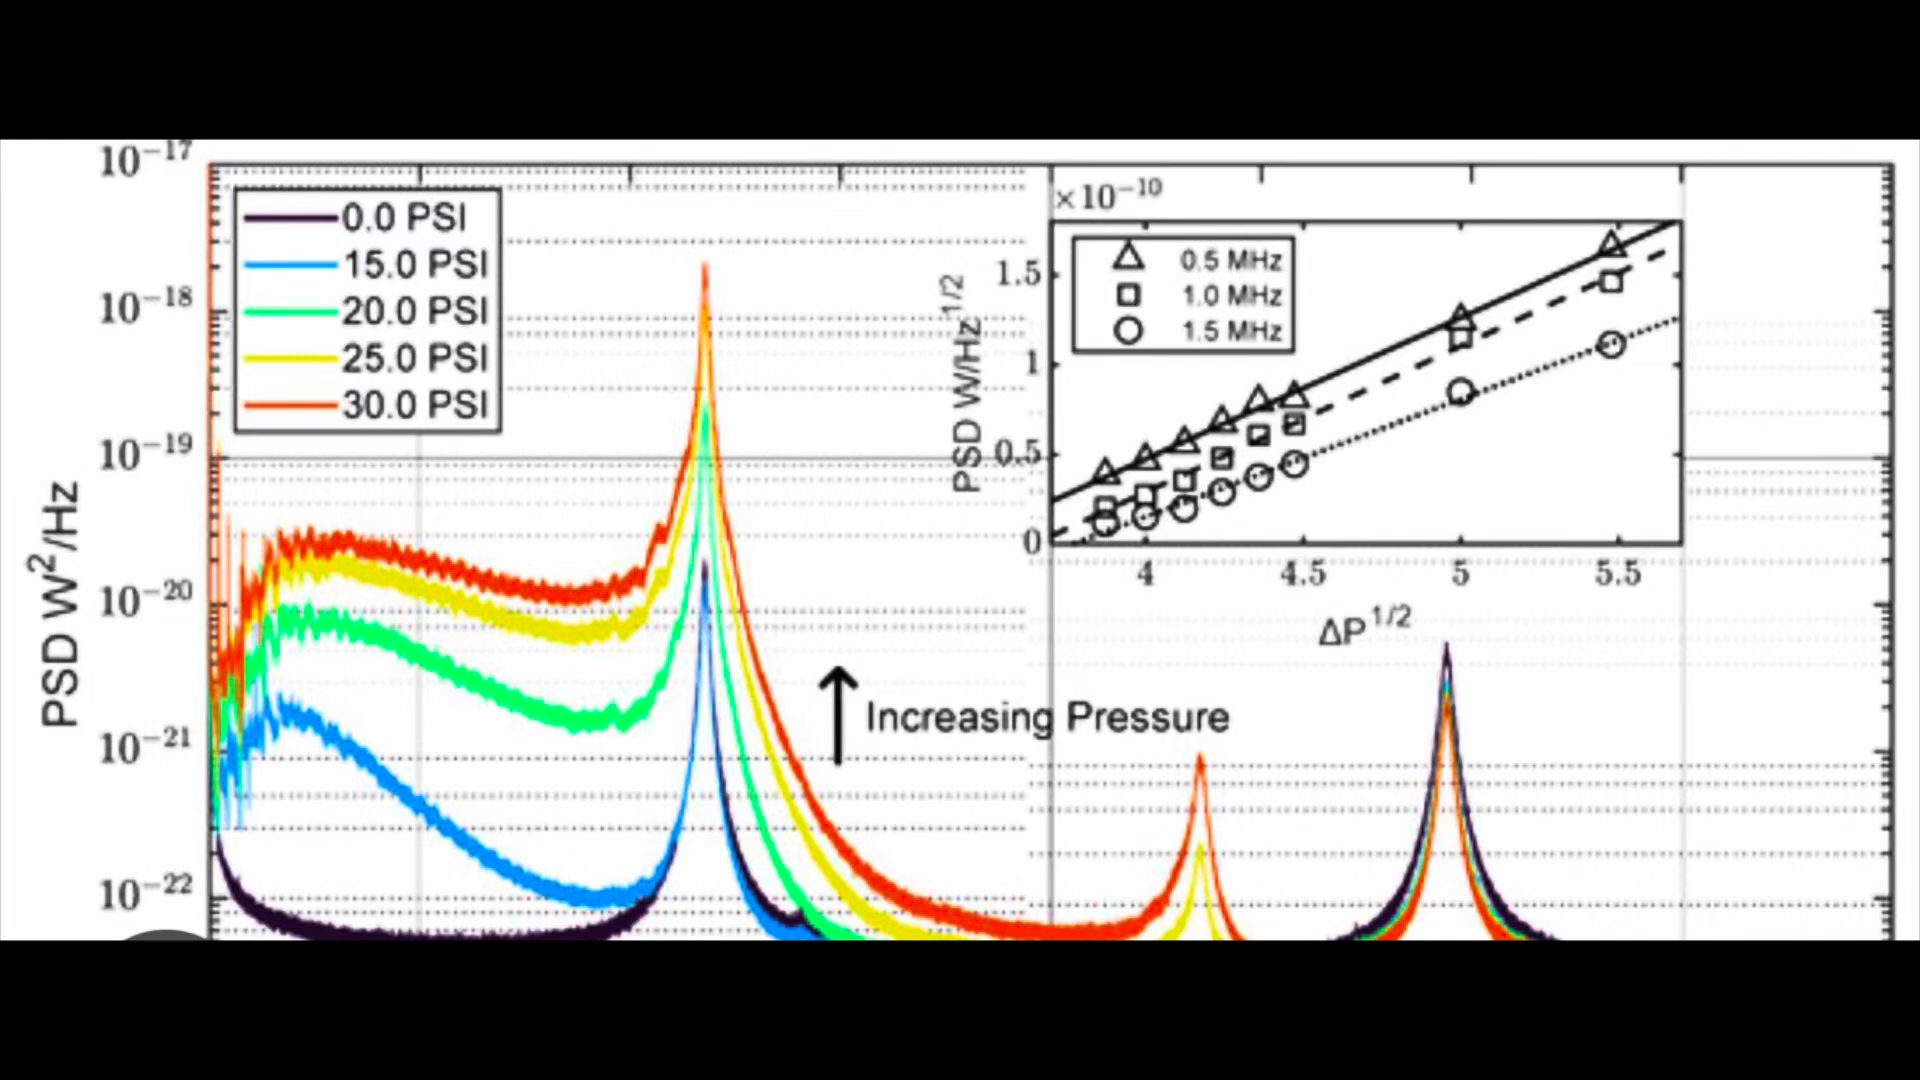 10⁻¹⁷
10⁻¹⁸
10⁻¹⁹
10⁻²⁰
10⁻²¹
10⁻²²
PSD W²/Hz
0.0 PSI
15.0 PSI
20.0 PSI
25.0 PSI
30.0 PSI
Increasing Pressure
×10⁻¹⁰
1.5
1
0.5
0
PSD W/Hz^1/2
0.5 MHz
1.0 MHz
1.5 MHz
4 4.5 5 5.5
ΔP^1/2